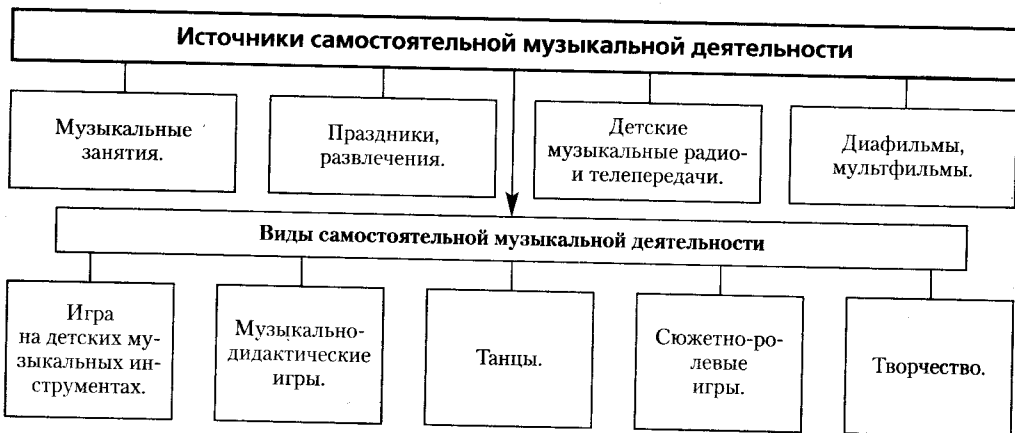 Источники самостоятельной музыкальной деятельности
Музыкальные
занятия.
Праздники,
развлечения.
Детские
музыкальные радио-
и телепередачи.
Диафильмы,
мультфильмы.
Виды самостоятельной музыкальной деятельности
Игра
на детских му-
зыкальных ин-
струментах.
Музыкально-
дидактические
игры.
Танцы.
Сюжетно-ро-
левые
игры.
Творчество.